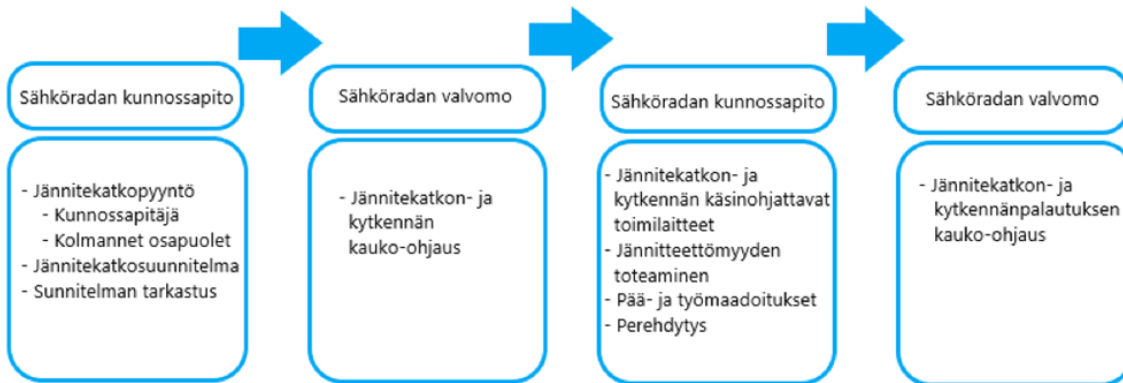 Sähköradan kunnossapito
- Jännitekatkopyyntö
- Kunnossapitäjä
- Kolmannet osapuolet
- Jännitekatkosuunnitelma
- Sunnitelman tarkastus
Sähköradan valvomo
- Jännitekatkon- ja
kytkennän
kauko-ohjaus
Sähköradan kunnossapito
- Jännitekatkon- ja
kytkennän käsinohjattavat
toimilaitteet
- Jännitteettömyyden
toteaminen
- Pää- ja työmaadoitukset
- Perehdytys
Sähköradan valvomo
- Jännitekatkon- ja
kytkennänpalautuksen
kauko-ohjaus